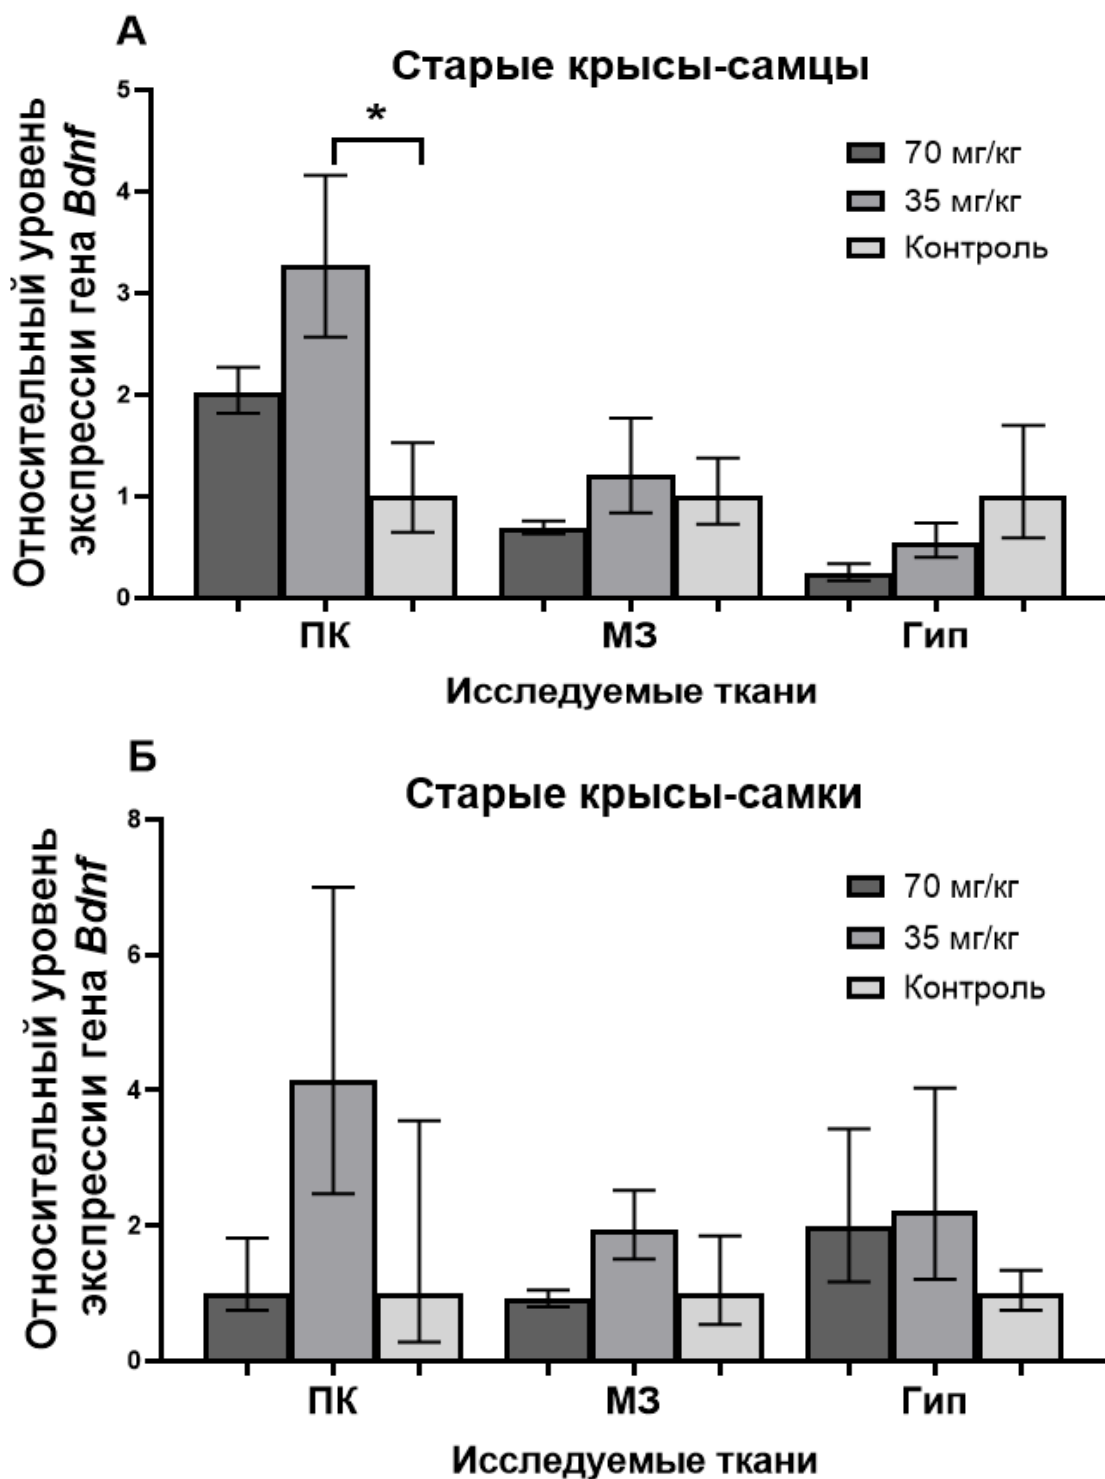 А
Старые крысы-самцы
Относительный уровень
экспрессии гена Bdnf
5
4
3
2
1
0
*
70 мг/кг
35 мг/кг
Контроль
ПК МЗ Гип
Исследуемые ткани
Б
Старые крысы-самки
Относительный уровень
экспрессии гена Bdnf
8
6
4
2
0
70 мг/кг
35 мг/кг
Контроль
ПК МЗ Гип
Исследуемые ткани